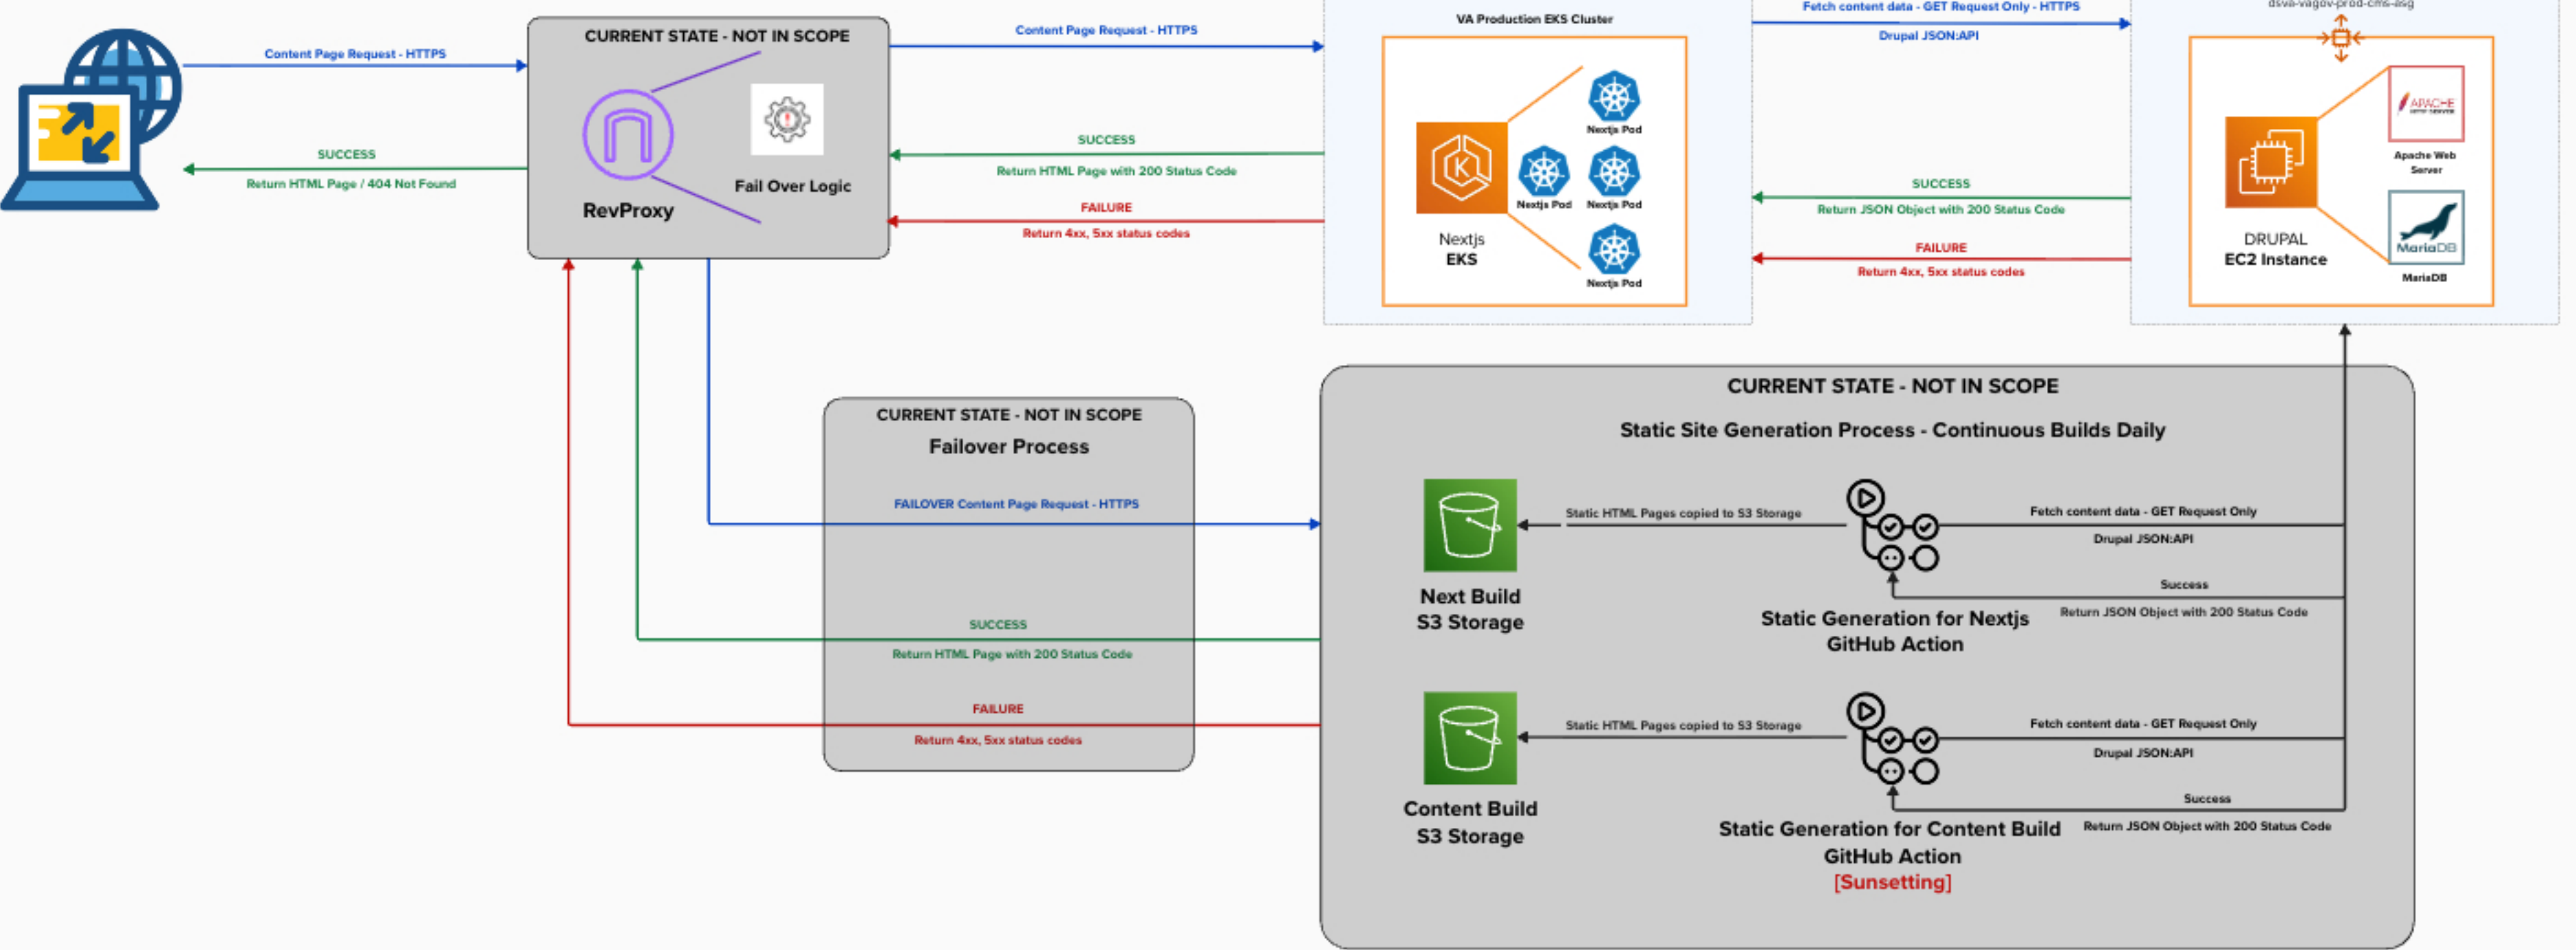 Fetch content data - GET Request Only - HTTPS
dsva-vagov-prod-cms-asg
VA Production EKS Cluster
Drupal JSON:API
CURRENT STATE - NOT IN SCOPE
Content Page Request - HTTPS
Content Page Request - HTTPS
RevProxy
Fail Over Logic
SUCCESS
Return HTML Page / 404 Not Found
SUCCESS
Return HTML Page with 200 Status Code
FAILURE
Return 4xx, 5xx status codes
Nextjs Pod
Nextjs Pod
Nextjs Pod
Nextjs Pod
Nextjs
EKS
SUCCESS
Return JSON Object with 200 Status Code
FAILURE
Return 4xx, 5xx status codes
DRUPAL
EC2 Instance
APACHE
Apache Web
Server
MariaDB
MariaDB
CURRENT STATE - NOT IN SCOPE
Failover Process
FAILOVER Content Page Request - HTTPS
SUCCESS
Return HTML Page with 200 Status Code
FAILURE
Return 4xx, 5xx status codes
CURRENT STATE - NOT IN SCOPE
Static Site Generation Process - Continuous Builds Daily
Next Build
S3 Storage
Static HTML Pages copied to S3 Storage
Fetch content data - GET Request Only
Drupal JSON:API
Success
Return JSON Object with 200 Status Code
Static Generation for Nextjs
GitHub Action
Content Build
S3 Storage
Static HTML Pages copied to S3 Storage
Fetch content data - GET Request Only
Drupal JSON:API
Success
Return JSON Object with 200 Status Code
Static Generation for Content Build
GitHub Action
[Sunsetting]